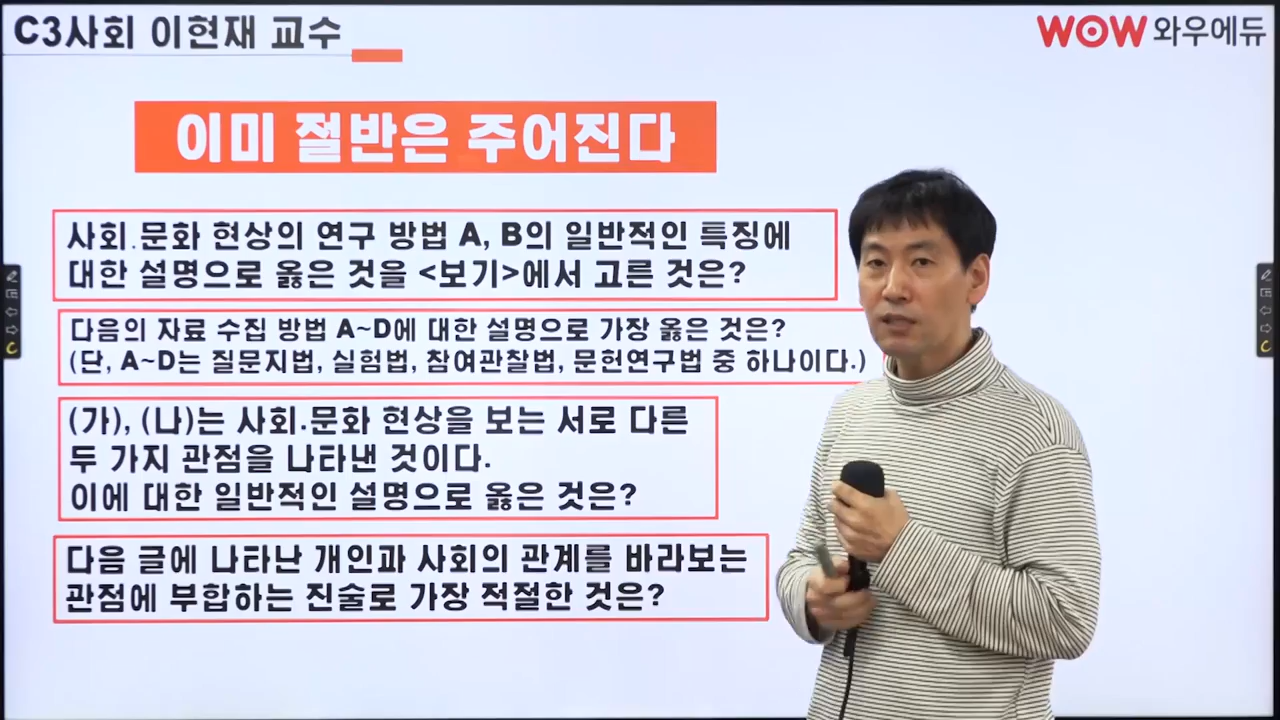 C3사회 이현재 교수
WOW 와우에듀
이미 절반은 주어진다
사회.문화 현상의 연구 방법 A, B의 일반적인 특징에
대한 설명으로 옳은 것을 <보기>에서 고른 것은?
다음의 자료 수집 방법 A~D에 대한 설명으로 가장 옳은 것은?
(단, A~D는 질문지법, 실험법, 참여관찰법, 문헌연구법 중 하나이다.)
(가), (나)는 사회.문화 현상을 보는 서로 다른
두 가지 관점을 나타낸 것이다.
이에 대한 일반적인 설명으로 옳은 것은?
다음 글에 나타난 개인과 사회의 관계를 바라보는
관점에 부합하는 진술로 가장 적절한 것은?